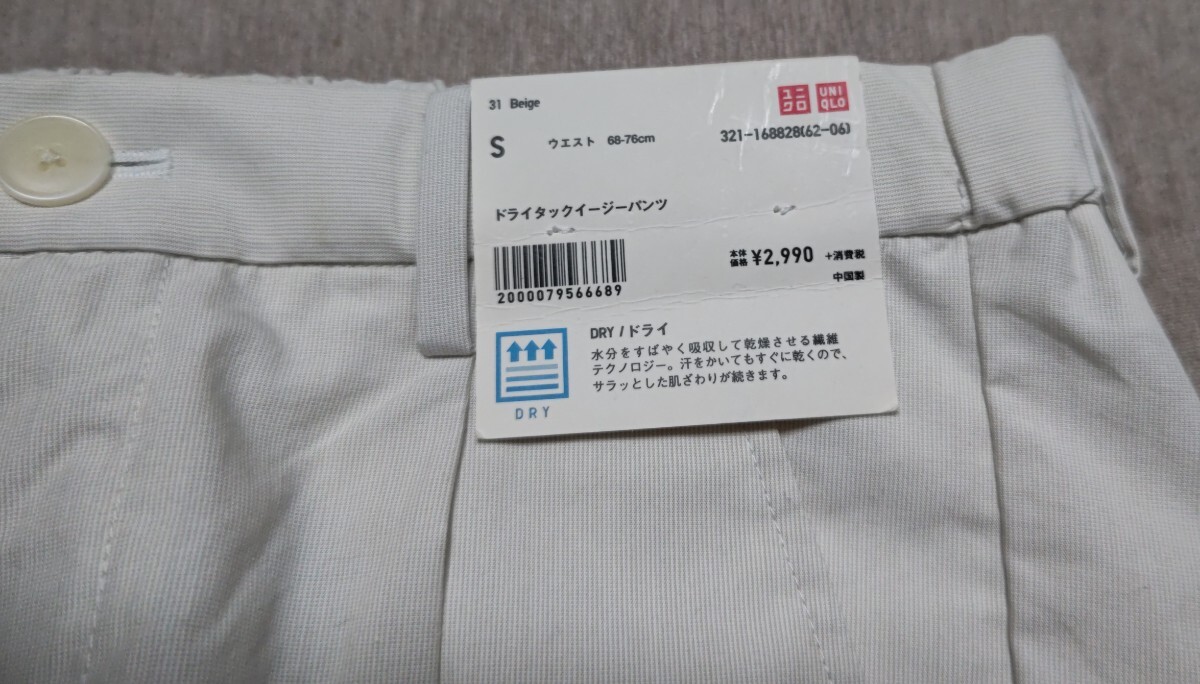 31 Beige
ユニクロ
UNIQLO
S ウエスト 68-76cm 321-168828(62-06)
ドライタックイージーパンツ
本体価格 ¥2,990 +消費税
中国製
2000079566689
DRY / ドライ
水分をすばやく吸収して乾燥させる繊維
テクノロジー。汗をかいてもすぐに乾くので、
サラッとした肌ざわりが続きます。
DRY